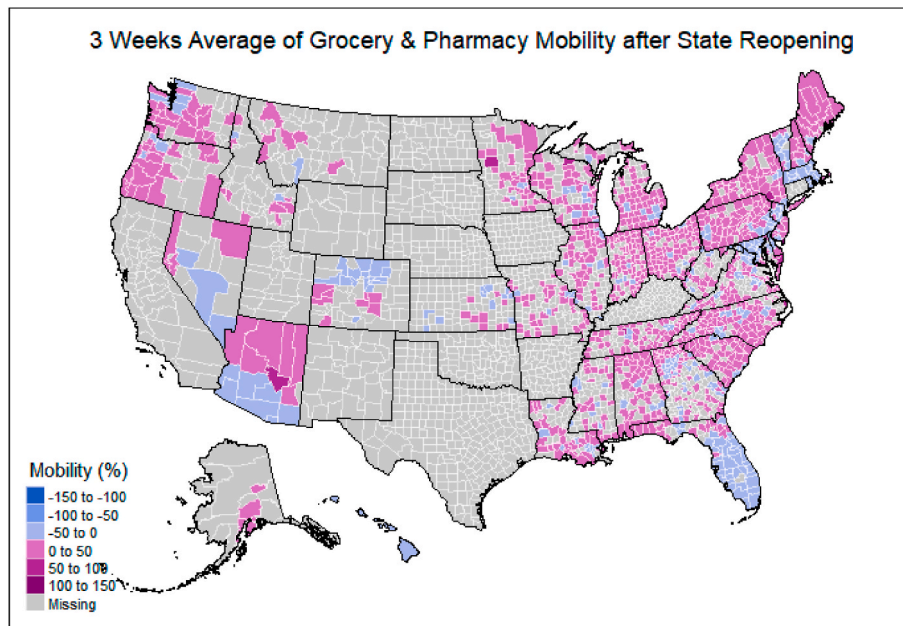 3 Weeks Average of Grocery & Pharmacy Mobility after State Reopening
Mobility (%)
-150 to -100
-100 to -50
-50 to 0
0 to 50
50 to 100
100 to 150
Missing